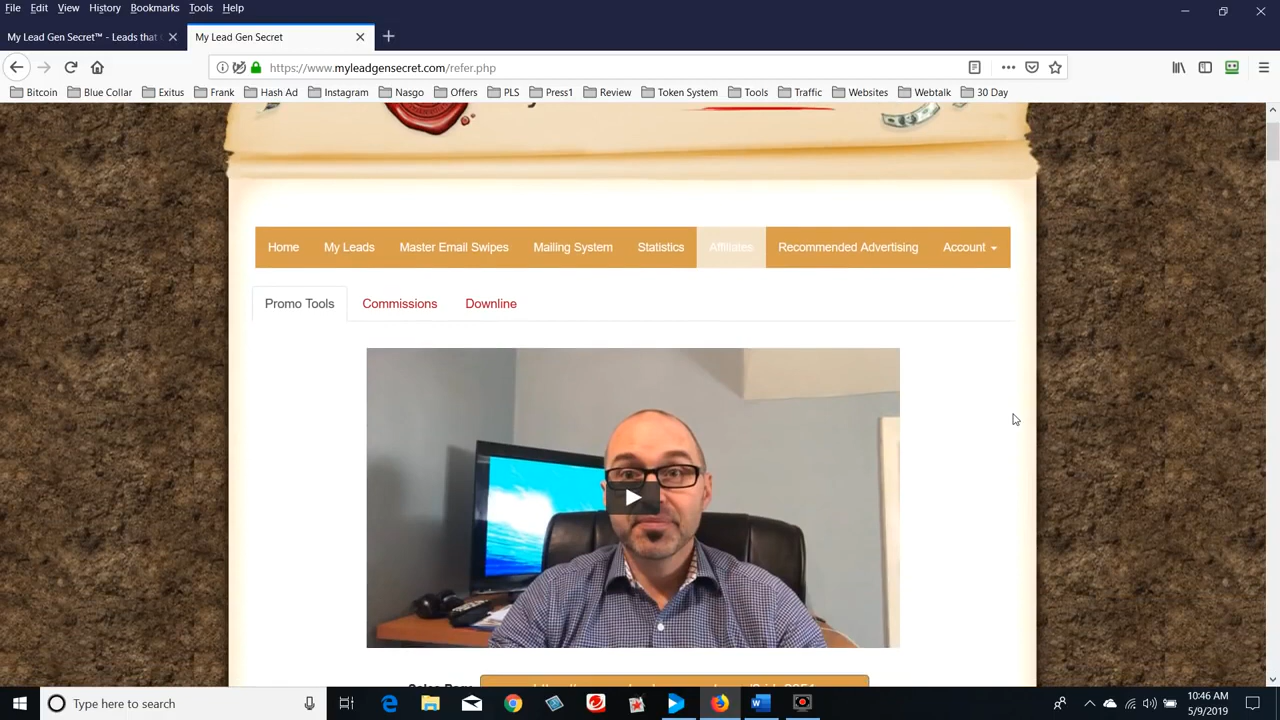 File Edit View History Bookmarks Tools Help
My Lead Gen Secret™ - Leads that
My Lead Gen Secret
https://www.myleadgensecret.com/refer.php
Bitcoin Blue Collar Exitus Frank Hash Ad Instagram Nasgo Offers PLS Press1 Review Token System Tools Traffic Websites Webtalk 30 Day
Home My Leads Master Email Swipes Mailing System Statistics Affiliates Recommended Advertising Account
Promo Tools Commissions Downline
Type here to search
10:46 AM
5/9/2019